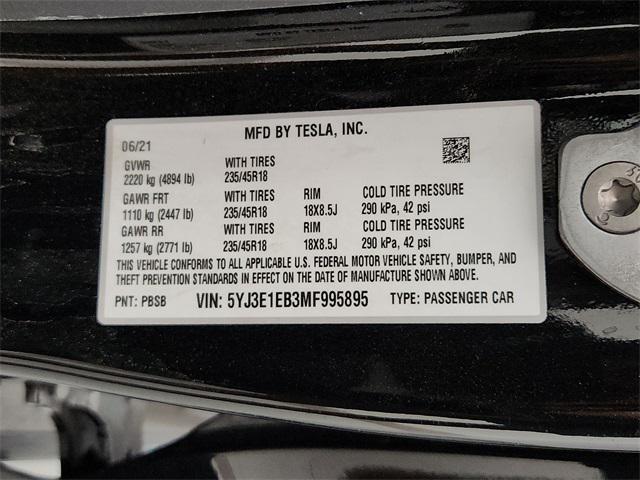 MFD BY TESLA, INC.
06/21
GVWR WITH TIRES
2220 kg (4894 lb) 235/45R18
GAWR FRT WITH TIRES RIM COLD TIRE PRESSURE
1110 kg (2447 lb) 235/45R18 18X8.5J 290 kPa, 42 psi
GAWR RR WITH TIRES RIM COLD TIRE PRESSURE
1257 kg (2771 lb) 235/45R18 18X8.5J 290 kPa, 42 psi
THIS VEHICLE CONFORMS TO ALL APPLICABLE U.S. FEDERAL MOTOR VEHICLE SAFETY, BUMPER, AND
THEFT PREVENTION STANDARDS IN EFFECT ON THE DATE OF MANUFACTURE SHOWN ABOVE.
PNT: PBSB VIN: 5YJ3E1EB3MF995895 TYPE: PASSENGER CAR